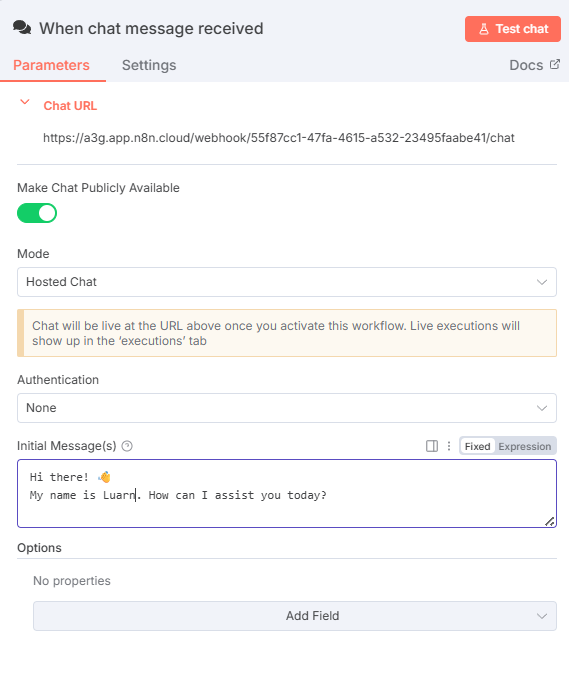 When chat message received
Test chat
Parameters
Settings
Docs
Chat URL
https://a3g.app.n8n.cloud/webhook/55f87cc1-47fa-4615-a532-23495faabe41/chat
Make Chat Publicly Available
Mode
Hosted Chat
Chat will be live at the URL above once you activate this workflow. Live executions will
show up in the ‘executions’ tab
Authentication
None
Initial Message(s)
Fixed
Expression
Hi there! 👋
My name is Luarn. How can I assist you today?
Options
No properties
Add Field